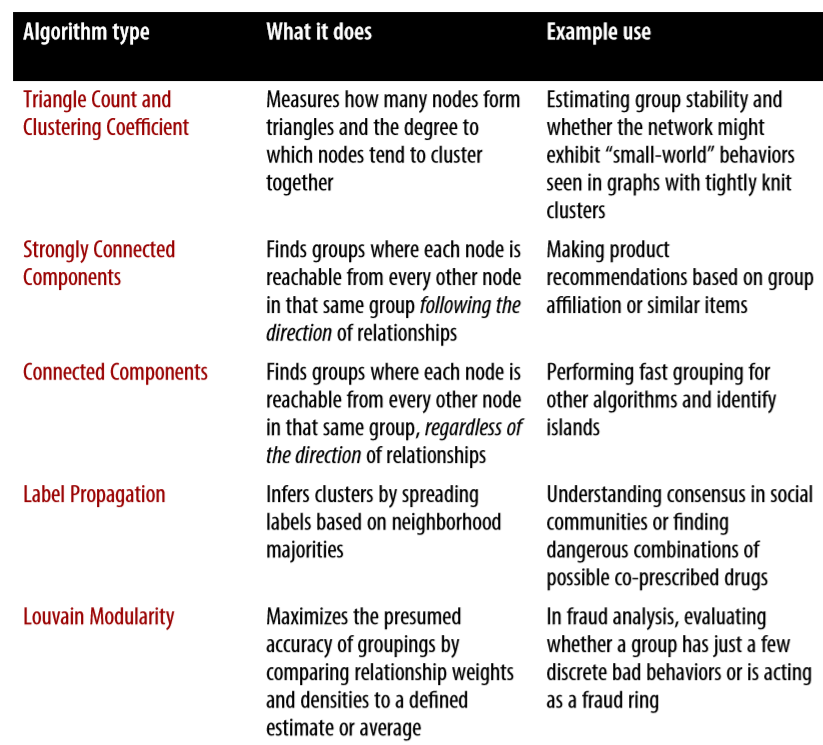 Algorithm type
What it does
Example use
Triangle Count and
Clustering Coefficient
Measures how many nodes form
triangles and the degree to
which nodes tend to cluster
together
Estimating group stability and
whether the network might
exhibit “small-world” behaviors
seen in graphs with tightly knit
clusters
Strongly Connected
Components
Finds groups where each node is
reachable from every other node
in that same group following the
direction of relationships
Making product
recommendations based on group
affiliation or similar items
Connected Components
Finds groups where each node is
reachable from every other node
in that same group, regardless of
the direction of relationships
Performing fast grouping for
other algorithms and identify
islands
Label Propagation
Infers clusters by spreading
labels based on neighborhood
majorities
Understanding consensus in social
communities or finding
dangerous combinations of
possible co-prescribed drugs
Louvain Modularity
Maximizes the presumed
accuracy of groupings by
comparing relationship weights
and densities to a defined
estimate or average
In fraud analysis, evaluating
whether a group has just a few
discrete bad behaviors or is acting
as a fraud ring